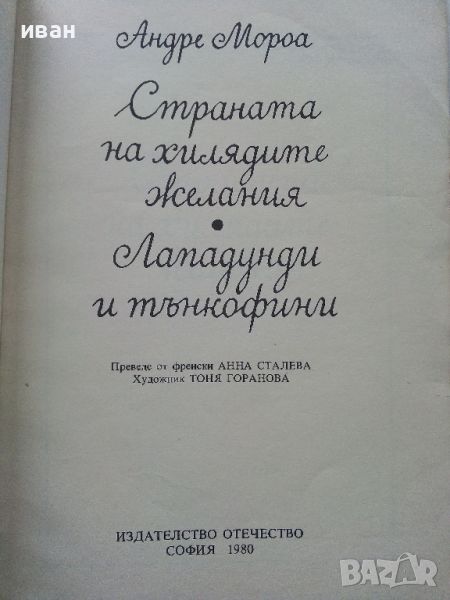 иван
Андре Мороа
Страната
на хилядите
желания
•
Лападунди
и тънкофини
Преведе от френски АННА СТАЛЕВА
Художник ТОНЯ ГОРАНОВА
ИЗДАТЕЛСТВО ОТЕЧЕСТВО
СОФИЯ 1980
BAZAR